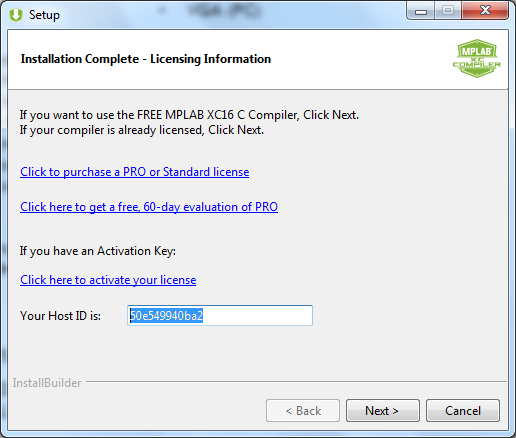 VGA (PC)
Setup
Installation Complete - Licensing Information
MPLAB
XC
COMPILER
If you want to use the FREE MPLAB XC16 C Compiler, Click Next.
If your compiler is already licensed, Click Next.
Click to purchase a PRO or Standard license
Click here to get a free, 60-day evaluation of PRO
If you have an Activation Key:
Click here to activate your license
Your Host ID is: 50e549940ba2
InstallBuilder
< Back Next > Cancel